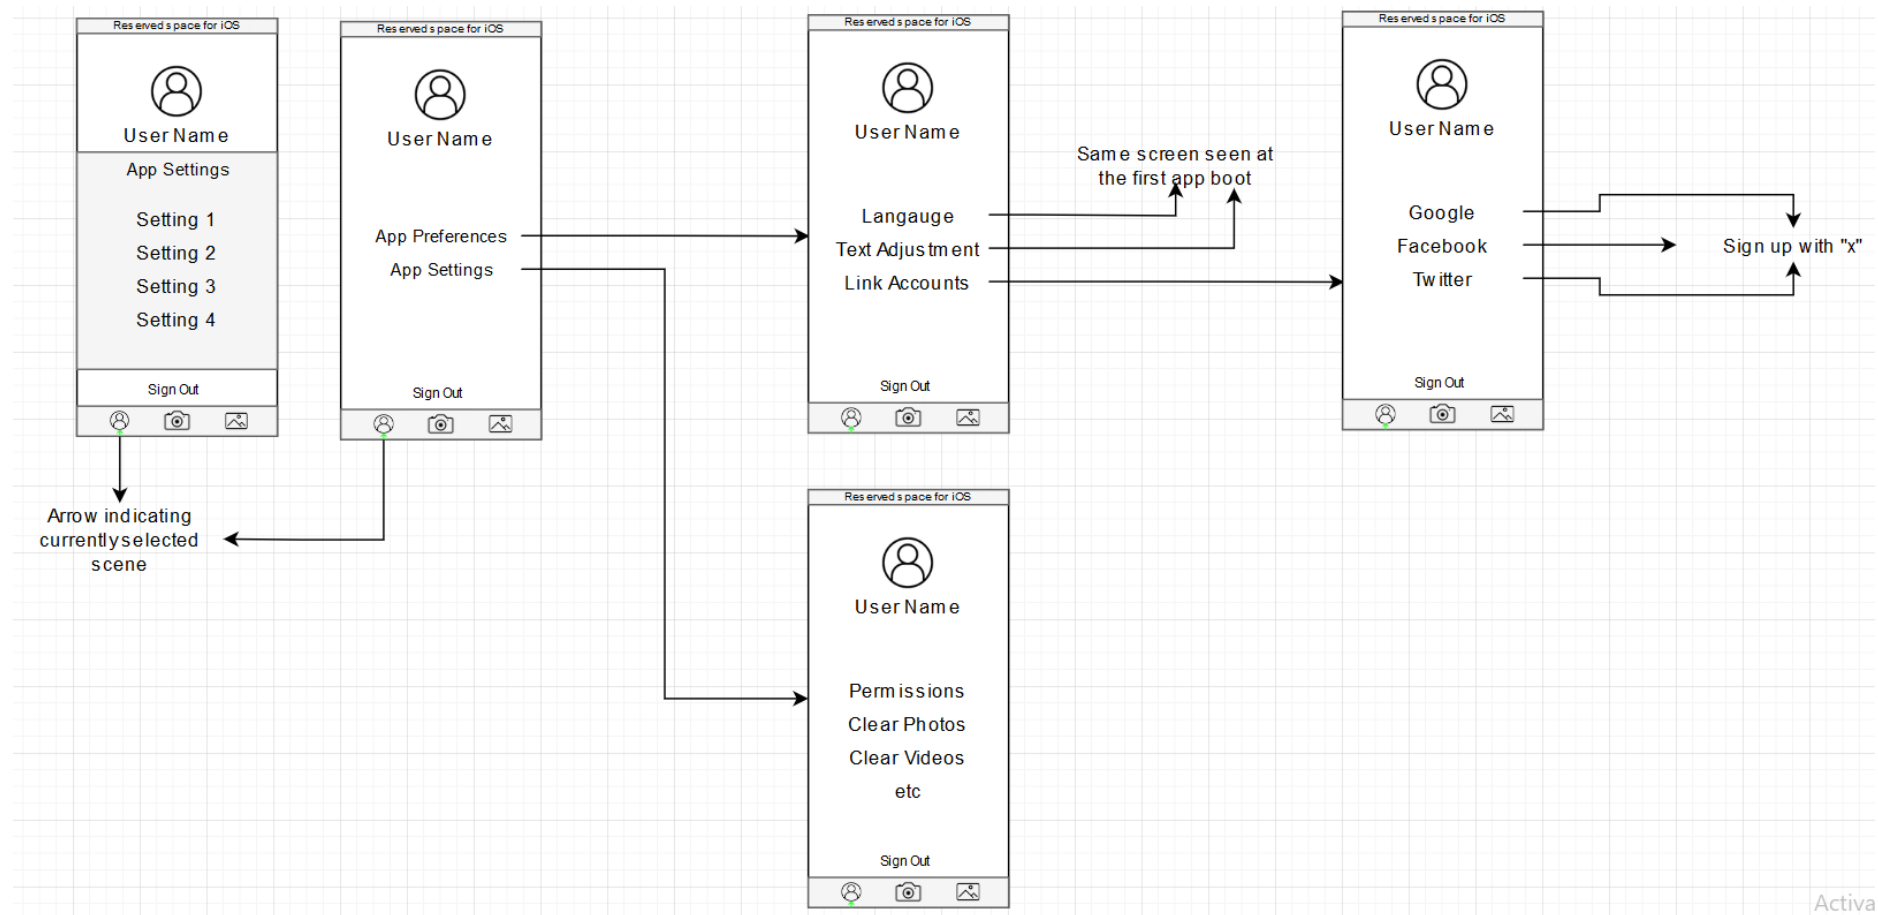 Reserved space for iOS
User Name
App Settings
Setting 1
Setting 2
Setting 3
Setting 4
Sign Out
Arrow indicating
currently selected
scene
Reserved space for iOS
User Name
App Preferences
App Settings
Sign Out
Reserved space for iOS
User Name
Langauge
Text Adjustment
Link Accounts
Sign Out
Same screen seen at
the first app boot
Reserved space for iOS
User Name
Google
Facebook
Twitter
Sign Out
Sign up with "x"
Reserved space for iOS
User Name
Permissions
Clear Photos
Clear Videos
etc
Sign Out
Activa